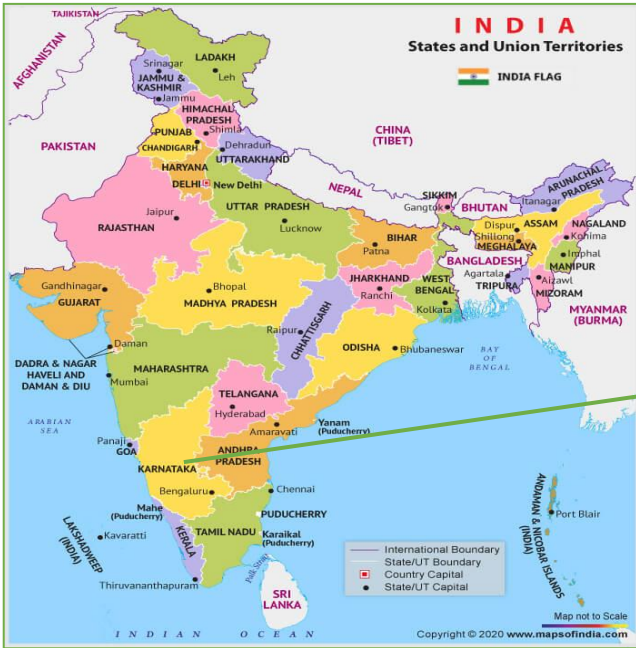 TAJIKISTAN
INDIA
States and Union Territories
INDIA FLAG
AFGHANISTAN
LADAKH
Srinagar
Leh
JAMMU &
KASHMIR
Jammu
HIMACHAL
PRADESH
Shimla
PAKISTAN
PUNJAB
CHANDIGARH
Dehradun
UTTARAKHAND
CHINA
(TIBET)
HARYANA
DELHI
New Delhi
NEPAL
SIKKIM
Gangtok
BHUTAN
ARUNACHAL
PRADESH
Itanagar
RAJASTHAN
Jaipur
UTTAR PRADESH
Lucknow
BIHAR
Patna
Dispur
ASSAM
NAGALAND
Kohima
Shillong
MEGHALAYA
Imphal
MANIPUR
BANGLADESH
Agartala
TRIPURA
Aizawl
MIZORAM
MYANMAR
(BURMA)
Gandhinagar
GUJARAT
Bhopal
MADHYA PRADESH
JHARKHAND
Ranchi
WEST
BENGAL
Kolkata
Raipur
CHHATTISGARH
ODISHA
Bhubaneswar
BAY
OF
BENGAL
Daman
DADRA & NAGAR
HAVELI AND
DAMAN & DIU
MAHARASHTRA
Mumbai
TELANGANA
Hyderabad
ARABIAN
SEA
Amaravati
Yanam
(Puducherry)
Panaji
GOA
KARNATAKA
ANDHRA
PRADESH
Bengaluru
Chennai
Mahe
(Puducherry)
PUDUCHERRY
LAKSHADWEEP
(INDIA)
Kavaratti
KERALA
TAMIL NADU
Karaikal
(Puducherry)
Palk Strait
Thiruvananthapuram
SRI
LANKA
ANDAMAN & NICOBAR ISLANDS
(INDIA)
Port Blair
International Boundary
State/UT Boundary
Country Capital
State/UT Capital
INDIAN OCEAN
Map not to Scale
Copyright © 2020 www.mapsofindia.com